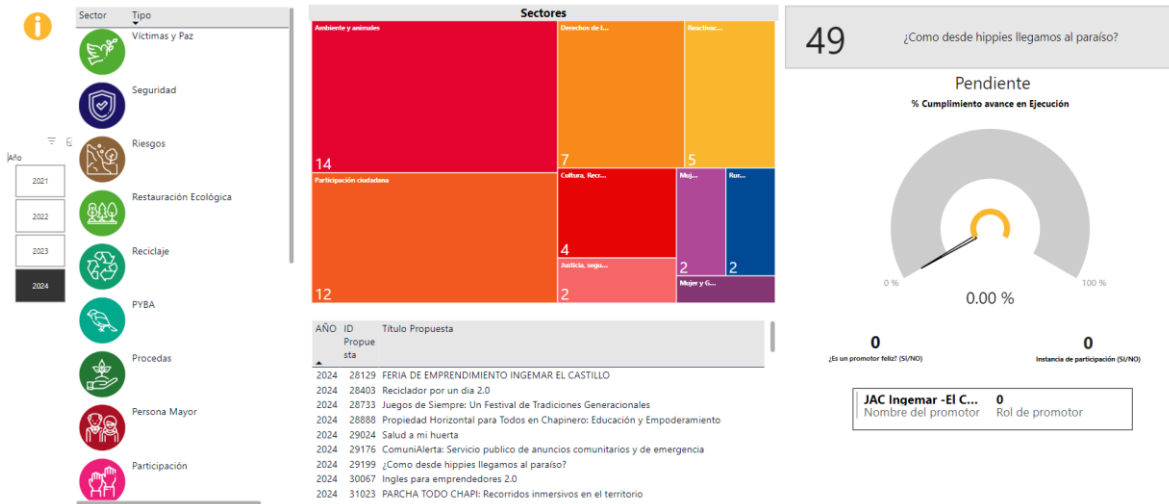 i
Año
2021
2022
2023
2024
Sector Tipo
Víctimas y Paz
Seguridad
Riesgos
Restauración Ecológica
Reciclaje
PYBA
Procedas
Persona Mayor
Participación
Sectores
Ambiente y animales
14
Participación ciudadana
12
Derechos de l...
7
Reactivac...
5
Cultura, Recr...
4
Justicia, segu...
2
Muj...
2
Rur...
2
Mujer y G...
AÑO ID Propue sta Título Propuesta
2024 28129 FERIA DE EMPRENDIMIENTO INGEMAR EL CASTILLO
2024 28403 Reciclador por un dia 2.0
2024 28733 Juegos de Siempre: Un Festival de Tradiciones Generacionales
2024 28888 Propiedad Horizontal para Todos en Chapinero: Educación y Empoderamiento
2024 29024 Salud a mi huerta
2024 29176 ComuniAlerta: Servicio publico de anuncios comunitarios y de emergencia
2024 29199 ¿Como desde hippies llegamos al paraíso?
2024 30067 Ingles para emprendedores 2.0
2024 31023 PARCHA TODO CHAPI: Recorridos inmersivos en el territorio
49 ¿Como desde hippies llegamos al paraíso?
Pendiente
% Cumplimiento avance en Ejecución
0 % 100 %
0.00 %
0
¿Es un promotor feliz? (SI/NO)
0
Instancia de participación (SI/NO)
JAC Ingemar -El C... 0
Nombre del promotor Rol de promotor